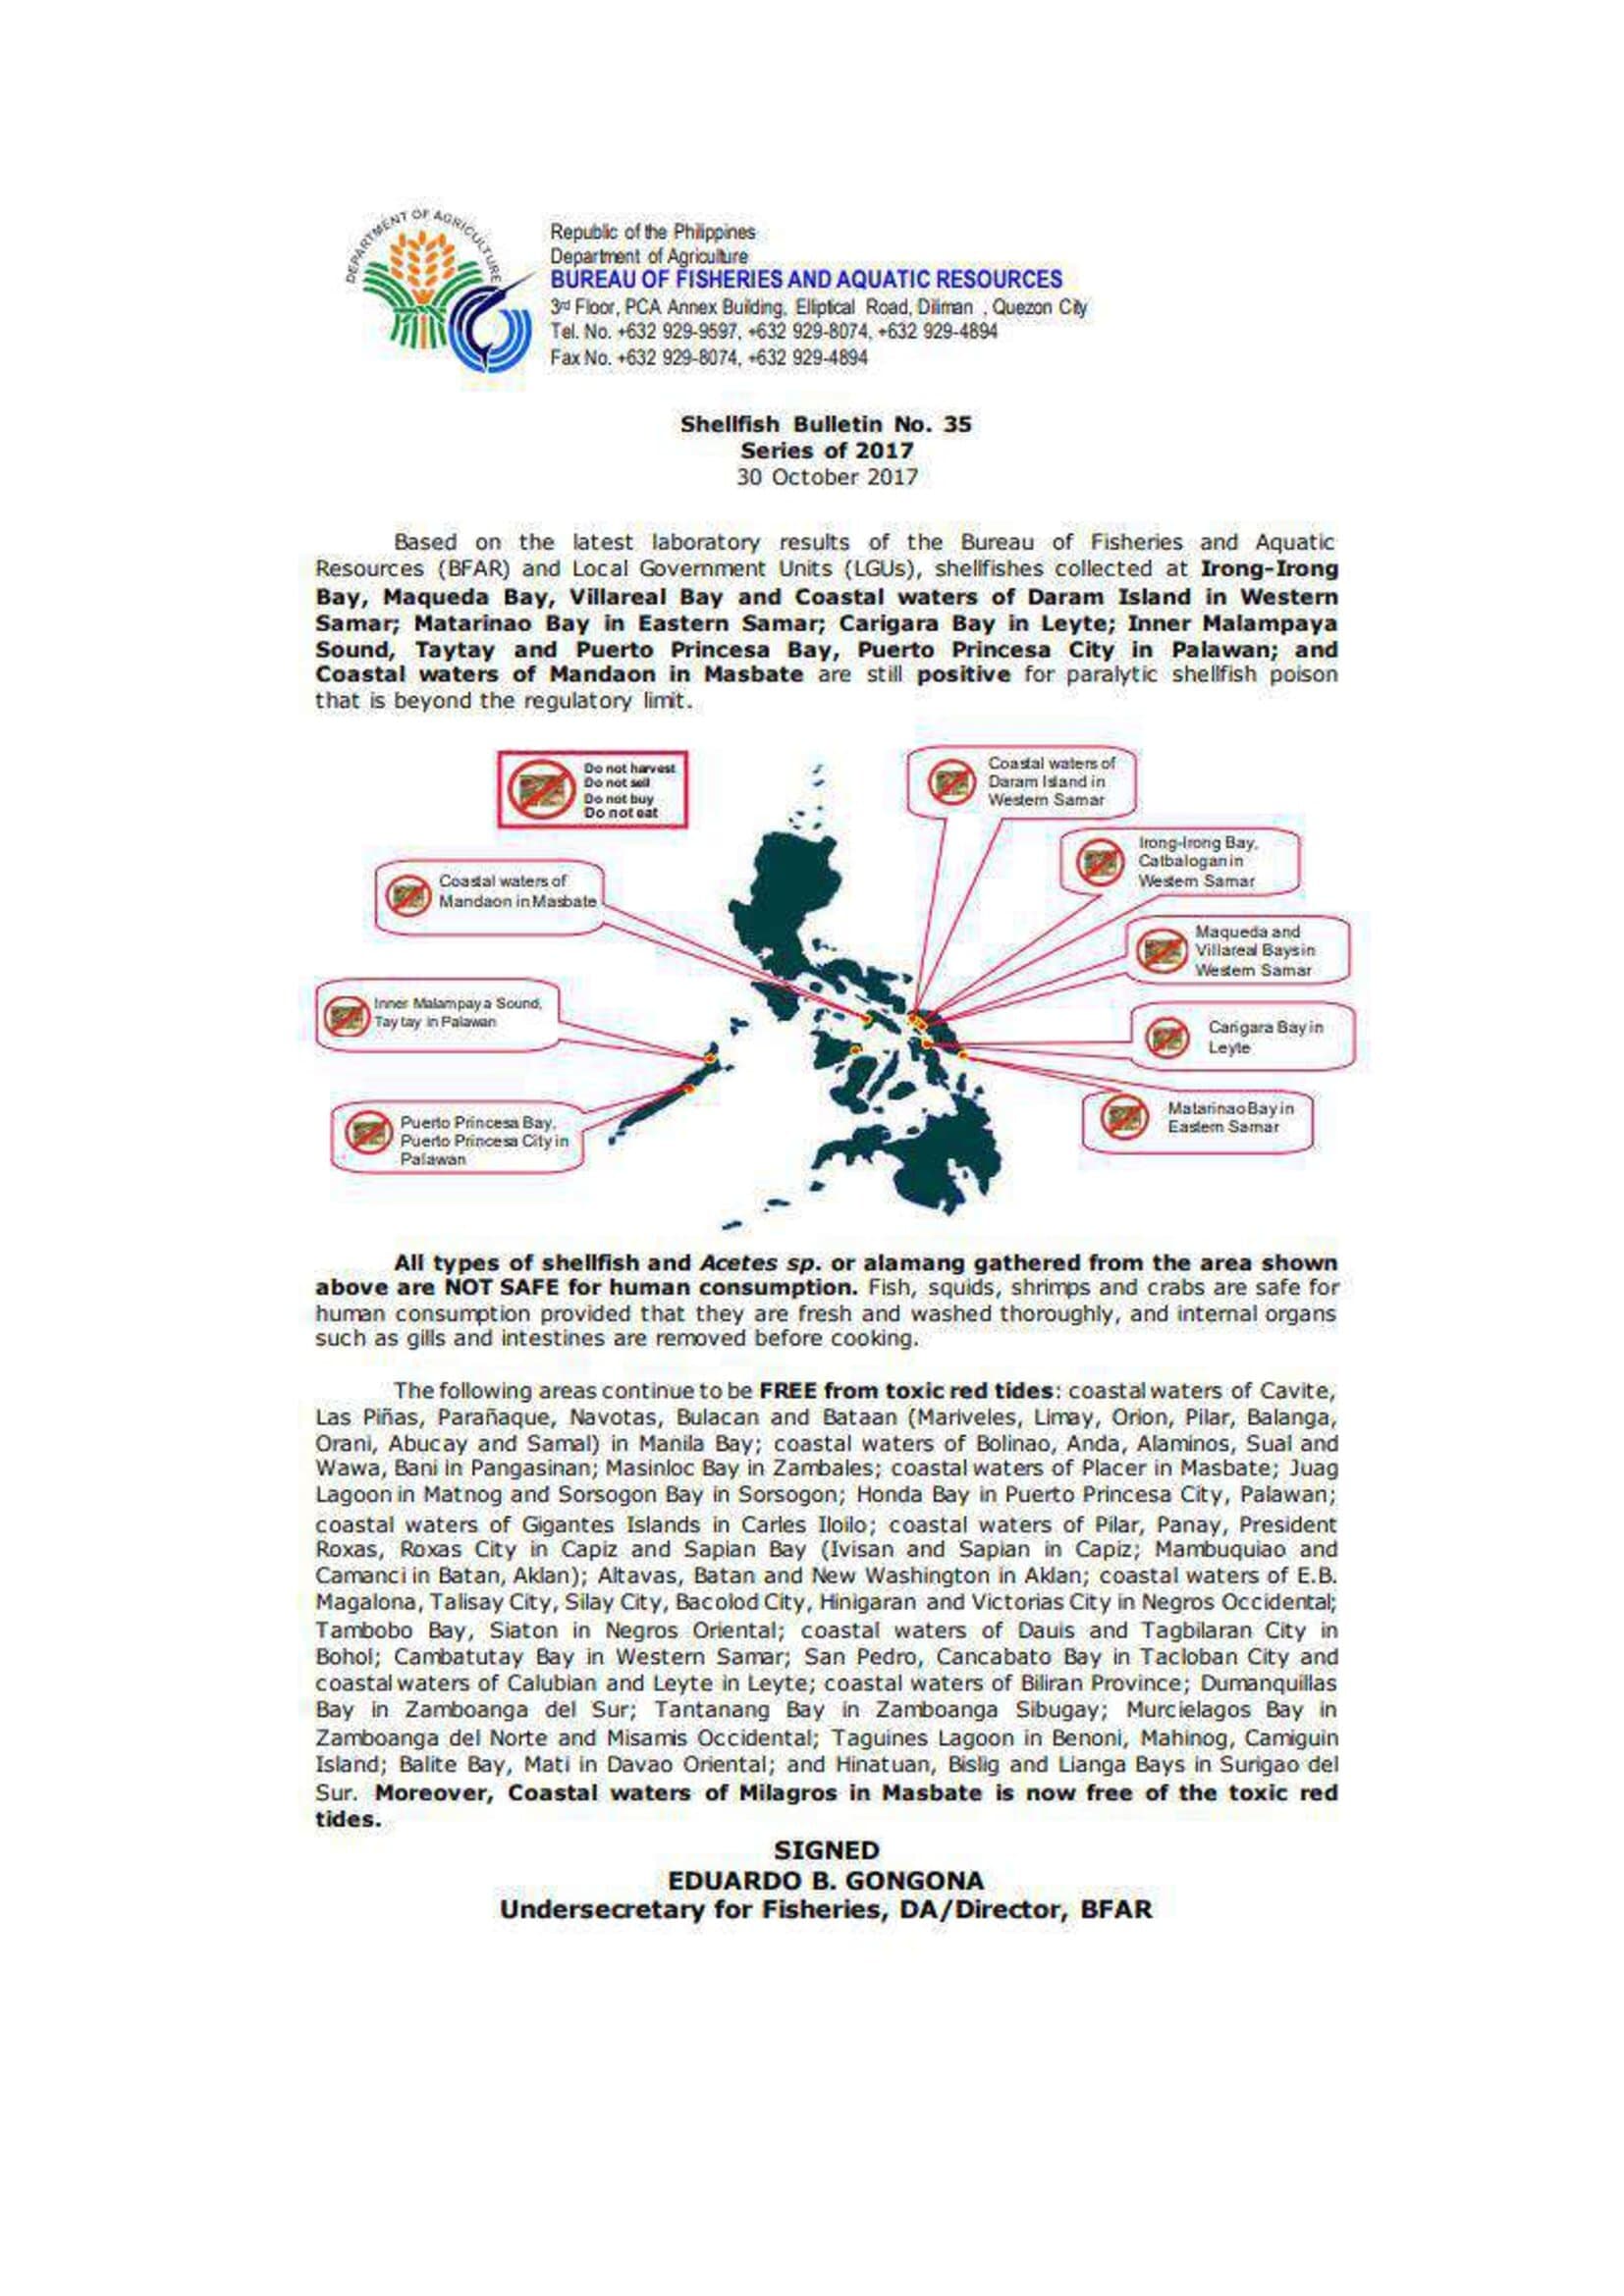 DEPARTMENT OF AGRICULTURE
Republic of the Philippines
Department of Agriculture
BUREAU OF FISHERIES AND AQUATIC RESOURCES
3rd Floor, PCA Annex Building, Elliptical Road, Diliman , Quezon City
Tel. No. +632 929-9597, +632 929-8074, +632 929-4894
Fax No. +632 929-8074, +632 929-4894
Shellfish Bulletin No. 35
Series of 2017
30 October 2017
Based on the latest laboratory results of the Bureau of Fisheries and Aquatic
Resources (BFAR) and Local Government Units (LGUs), shellfishes collected at Irong-Irong
Bay, Maqueda Bay, Villareal Bay and Coastal waters of Daram Island in Western
Samar; Matarinao Bay in Eastern Samar; Carigara Bay in Leyte; Inner Malampaya
Sound, Taytay and Puerto Princesa Bay, Puerto Princesa City in Palawan; and
Coastal waters of Mandaon in Masbate are still positive for paralytic shellfish poison
that is beyond the regulatory limit.
Do not harvest
Do not sell
Do not buy
Do not eat
Coastal waters of
Daram Island in
Western Samar
Irong-Irong Bay,
Catbalogan in
Western Samar
Coastal waters of
Mandaon in Masbate
Maqueda and
Villareal Bays in
Western Samar
Inner Malampaya Sound,
Taytay in Palawan
Carigara Bay in
Leyte
Puerto Princesa Bay,
Puerto Princesa City in
Palawan
Matarinao Bay in
Eastern Samar
All types of shellfish and Acetes sp. or alamang gathered from the area shown
above are NOT SAFE for human consumption. Fish, squids, shrimps and crabs are safe for
human consumption provided that they are fresh and washed thoroughly, and internal organs
such as gills and intestines are removed before cooking.
The following areas continue to be FREE from toxic red tides: coastal waters of Cavite,
Las Piñas, Parañaque, Navotas, Bulacan and Bataan (Mariveles, Limay, Orion, Pilar, Balanga,
Orani, Abucay and Samal) in Manila Bay; coastal waters of Bolinao, Anda, Alaminos, Sual and
Wawa, Bani in Pangasinan; Masinloc Bay in Zambales; coastal waters of Placer in Masbate; Juag
Lagoon in Matnog and Sorsogon Bay in Sorsogon; Honda Bay in Puerto Princesa City, Palawan;
coastal waters of Gigantes Islands in Carles Iloilo; coastal waters of Pilar, Panay, President
Roxas, Roxas City in Capiz and Sapian Bay (Ivisan and Sapian in Capiz; Mambuquiao and
Camanci in Batan, Aklan); Altavas, Batan and New Washington in Aklan; coastal waters of E.B.
Magalona, Talisay City, Silay City, Bacolod City, Hinigaran and Victorias City in Negros Occidental;
Tambobo Bay, Siaton in Negros Oriental; coastal waters of Dauis and Tagbilaran City in
Bohol; Cambatutay Bay in Western Samar; San Pedro, Cancabato Bay in Tacloban City and
coastal waters of Calubian and Leyte in Leyte; coastal waters of Biliran Province; Dumanquillas
Bay in Zamboanga del Sur; Tantanang Bay in Zamboanga Sibugay; Murcielagos Bay in
Zamboanga del Norte and Misamis Occidental; Taguines Lagoon in Benoni, Mahinog, Camiguin
Island; Balite Bay, Mati in Davao Oriental; and Hinatuan, Bislig and Lianga Bays in Surigao del
Sur. Moreover, Coastal waters of Milagros in Masbate is now free of the toxic red
tides.
SIGNED
EDUARDO B. GONGONA
Undersecretary for Fisheries, DA/Director, BFAR